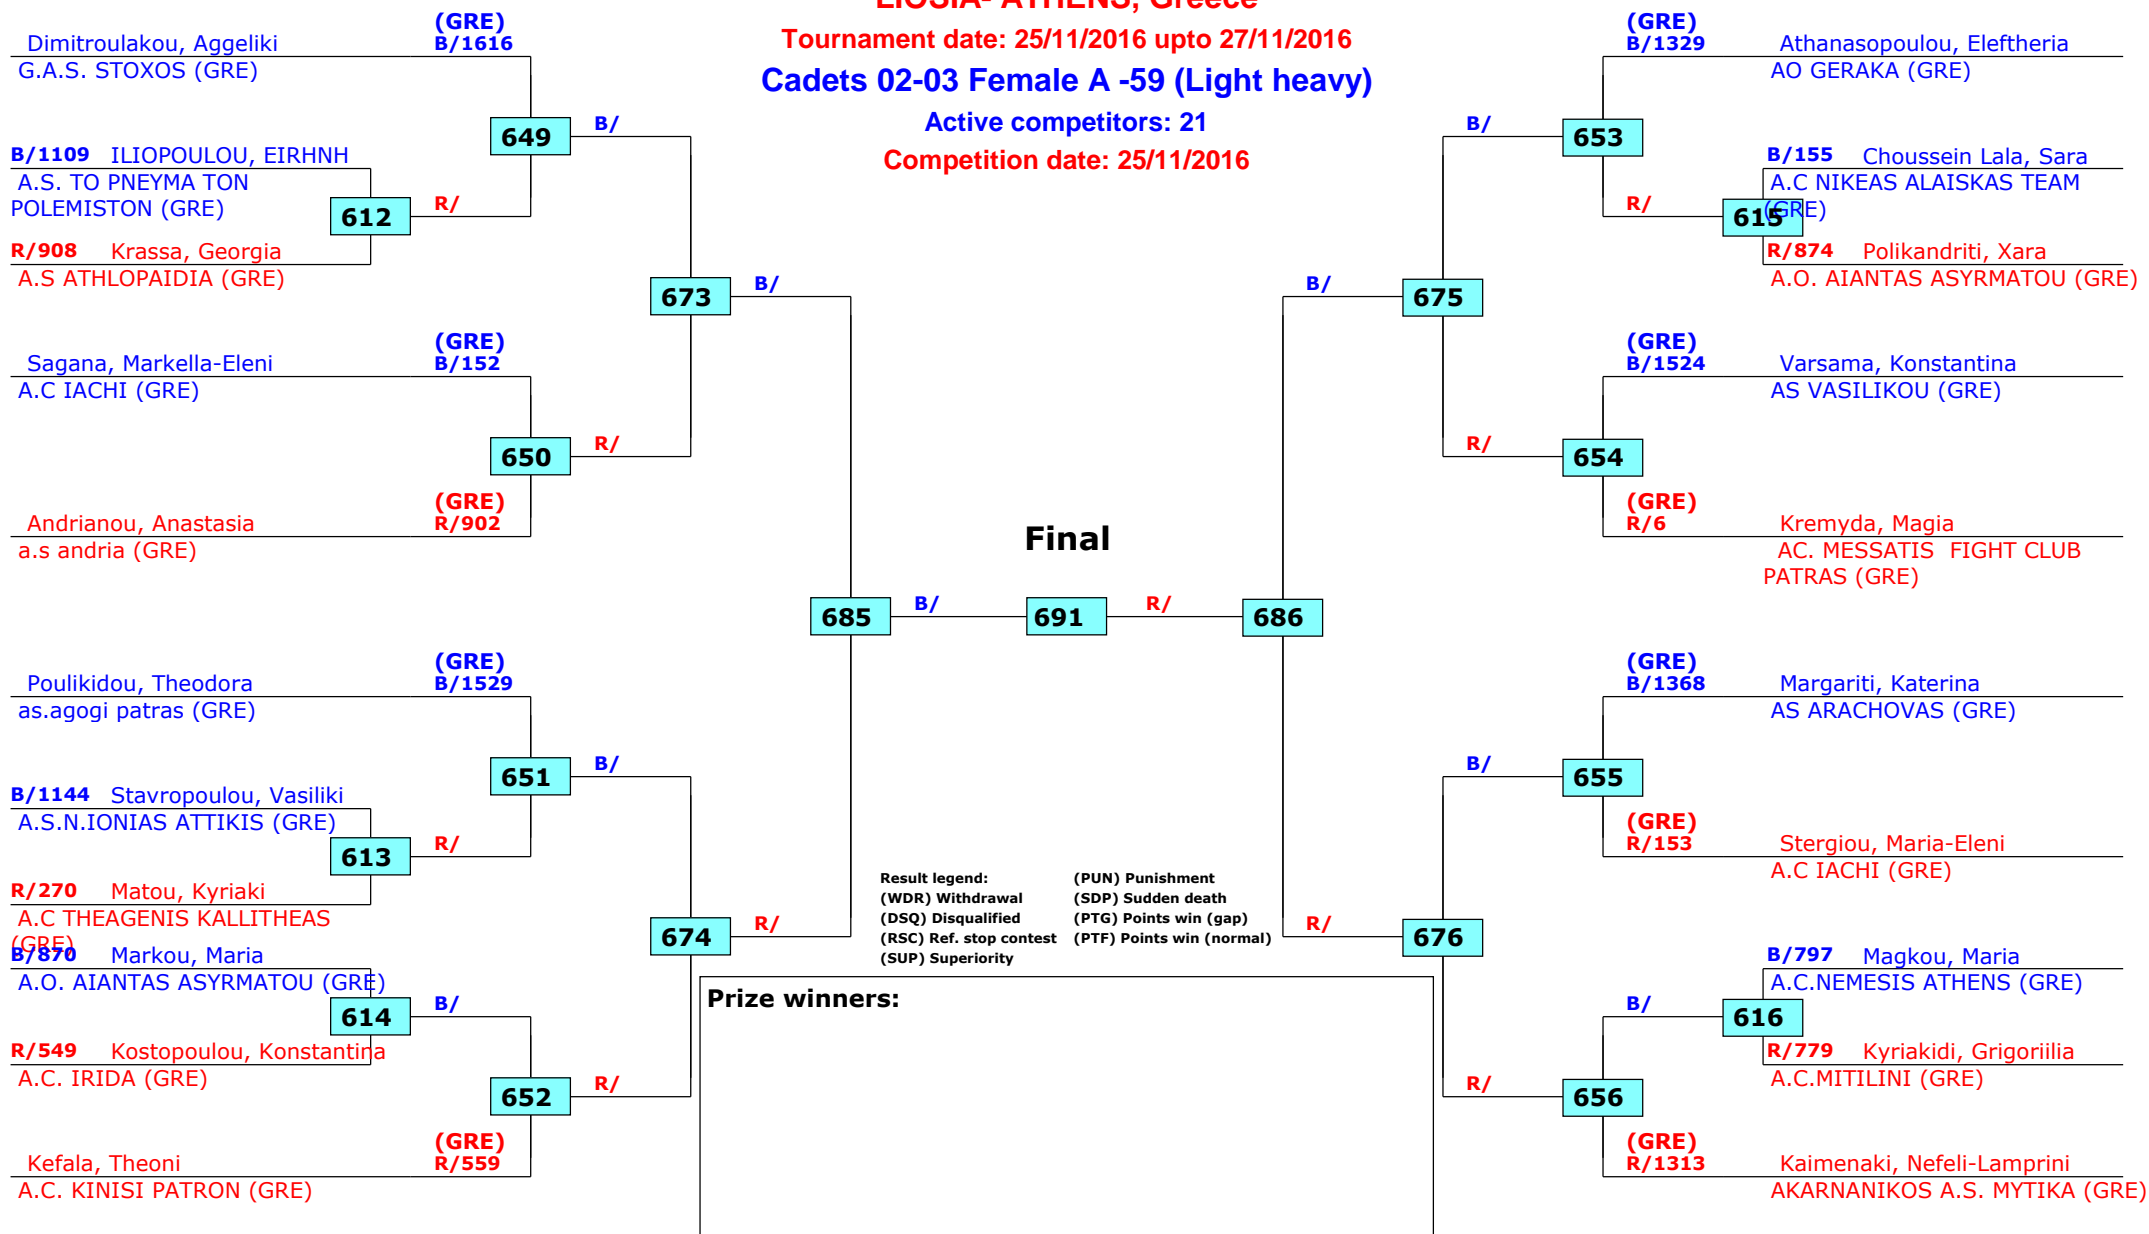 LIOSIA- ATHENS, Greece
Tournament date: 25/11/2016 upto 27/11/2016
Cadets 02-03 Female A -59 (Light heavy)
Active competitors: 21
Competition date: 25/11/2016
(GRE)
Dimitroulakou, Aggeliki B/1616
G.A.S. STOXOS (GRE)
649
B/
B/1109 ILIOPOULOU, EIRHNH
A.S. TO PNEYMA TON
POLEMISTON (GRE)
612
R/
R/908 Krassa, Georgia
A.S ATHLOPAIDIA (GRE)
673
B/
(GRE)
Sagana, Markella-Eleni B/152
A.C IACHI (GRE)
650
R/
(GRE)
Andrianou, Anastasia R/902
a.s andria (GRE)
685
B/
(GRE)
Poulikidou, Theodora B/1529
as.agogi patras (GRE)
651
B/
B/1144 Stavropoulou, Vasiliki
A.S.N.IONIAS ATTIKIS (GRE)
613
R/
R/270 Matou, Kyriaki
A.C THEAGENIS KALLITHEAS
(GRE)
674
R/
B/870 Markou, Maria
A.O. AIANTAS ASYRMATOU (GRE)
614
B/
R/549 Kostopoulou, Konstantina
A.C. IRIDA (GRE)
652
R/
(GRE)
Kefala, Theoni R/559
A.C. KINISI PATRON (GRE)
Final
691
R/
686
(GRE)
B/1329 Athanasopoulou, Eleftheria
AO GERAKA (GRE)
B/
653
B/155 Choussein Lala, Sara
A.C NIKEAS ALAISKAS TEAM
(GRE)
R/
615
R/874 Polikandriti, Xara
A.O. AIANTAS ASYRMATOU (GRE)
B/
675
(GRE)
B/1524 Varsama, Konstantina
AS VASILIKOU (GRE)
R/
654
(GRE)
R/6 Kremyda, Magia
AC. MESSATIS FIGHT CLUB
PATRAS (GRE)
(GRE)
B/1368 Margariti, Katerina
AS ARACHOVAS (GRE)
B/
655
(GRE)
R/153 Stergiou, Maria-Eleni
A.C IACHI (GRE)
R/
676
B/797 Magkou, Maria
A.C.NEMESIS ATHENS (GRE)
B/
616
R/779 Kyriakidi, Grigoriilia
A.C.MITILINI (GRE)
R/
656
(GRE)
R/1313 Kaimenaki, Nefeli-Lamprini
AKARNANIKOS A.S. MYTIKA (GRE)
Result legend: (PUN) Punishment
(WDR) Withdrawal (SDP) Sudden death
(DSQ) Disqualified (PTG) Points win (gap)
(RSC) Ref. stop contest (PTF) Points win (normal)
(SUP) Superiority
Prize winners: